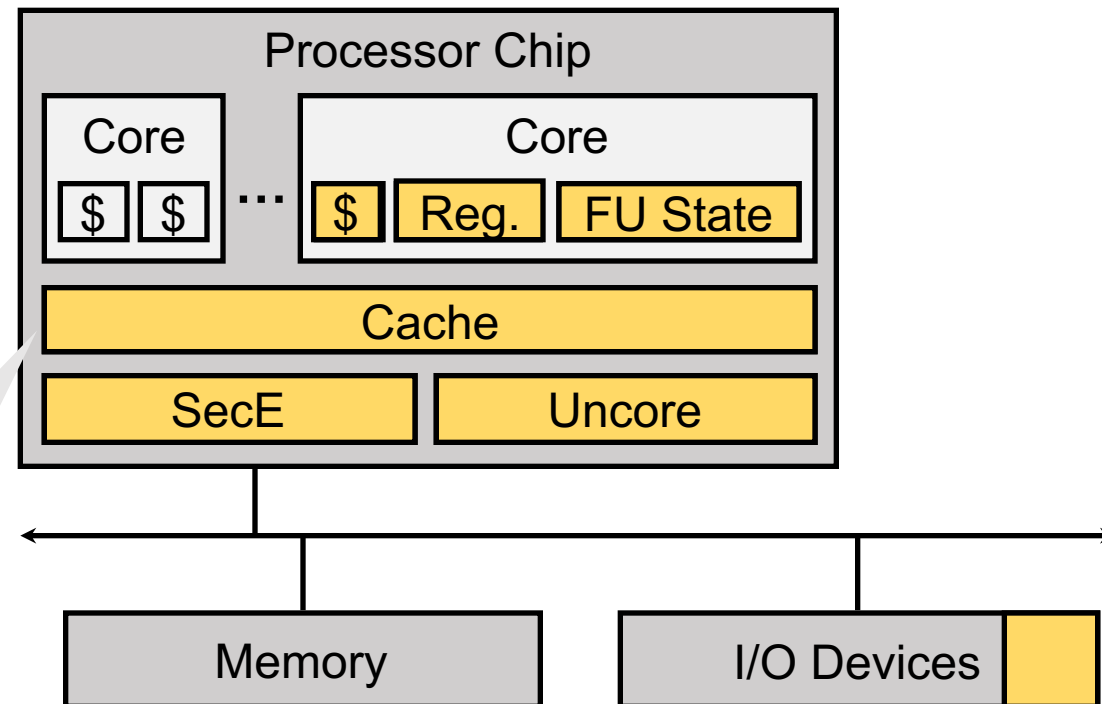 Processor Chip
Core
Core
$
$
...
$
Reg.
FU State
Cache
SecE
Uncore
Memory
I/O Devices